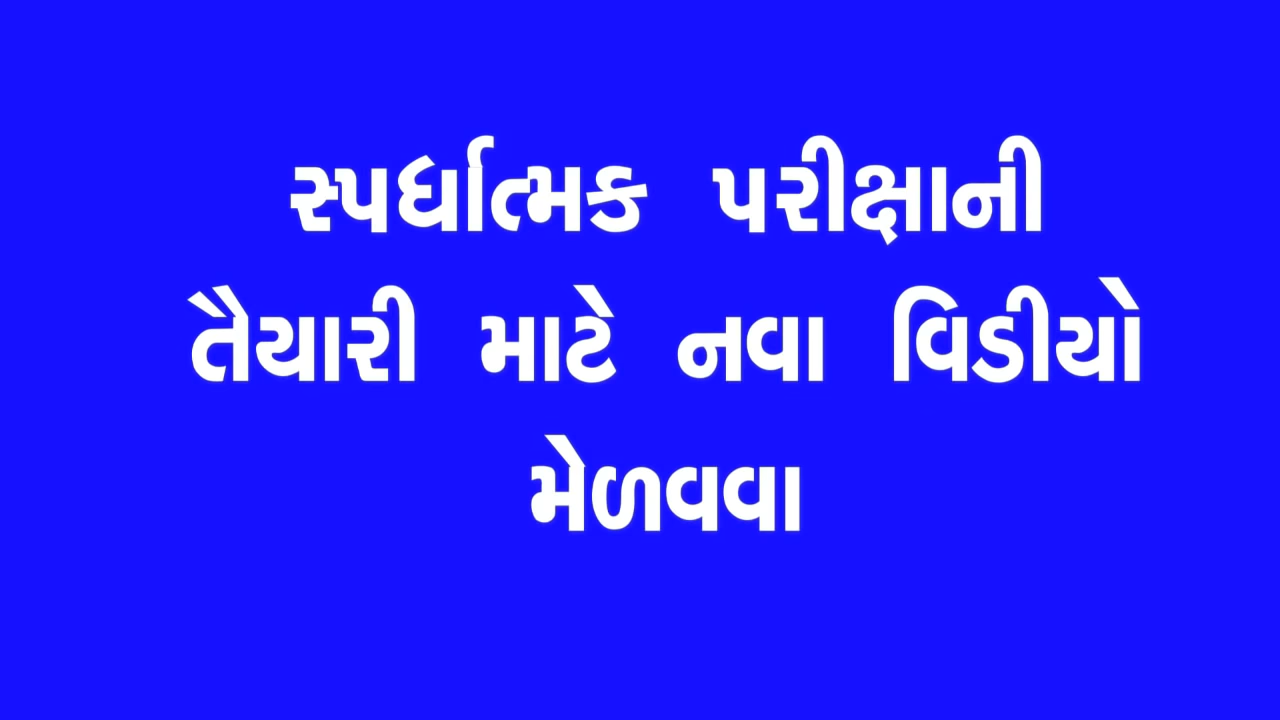 સ્પર્ધાત્મક પરીક્ષાની
તૈયારી માટે નવા વિડીયો
મેળવવા